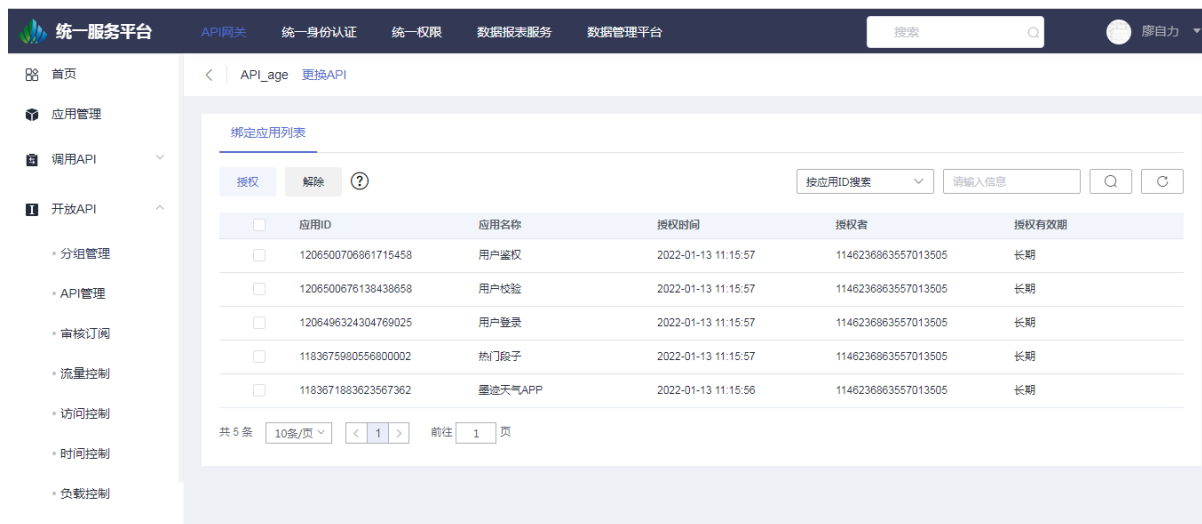 统一服务平台 API网关 统一身份认证 统一权限 数据报表服务 数据管理平台 搜索 廖自力
首页
应用管理
调用API
开放API
分组管理
API管理
审核订阅
流量控制
访问控制
时间控制
负载控制
API_age 更换API
绑定应用列表
授权 解除 ? 按应用ID搜索 请输入信息
应用ID 应用名称 授权时间 授权者 授权有效期
1206500706861715458 用户鉴权 2022-01-13 11:15:57 1146236863557013505 长期
1206500676138438658 用户校验 2022-01-13 11:15:57 1146236863557013505 长期
1206496324304769025 用户登录 2022-01-13 11:15:57 1146236863557013505 长期
1183675980556800002 热门段子 2022-01-13 11:15:57 1146236863557013505 长期
1183671883623567362 墨迹天气APP 2022-01-13 11:15:56 1146236863557013505 长期
共 5 条 10条/页 < 1 > 前往 1 页